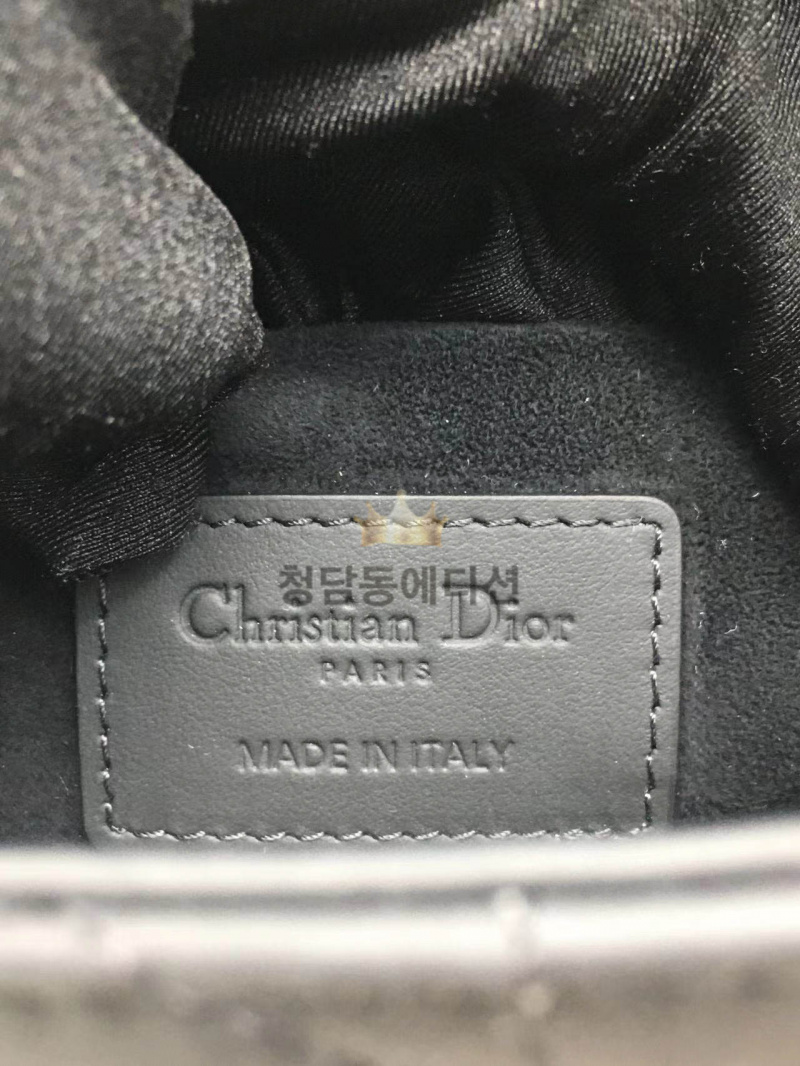 청담동에디션
Christian Dior
PARIS
MADE IN ITALY